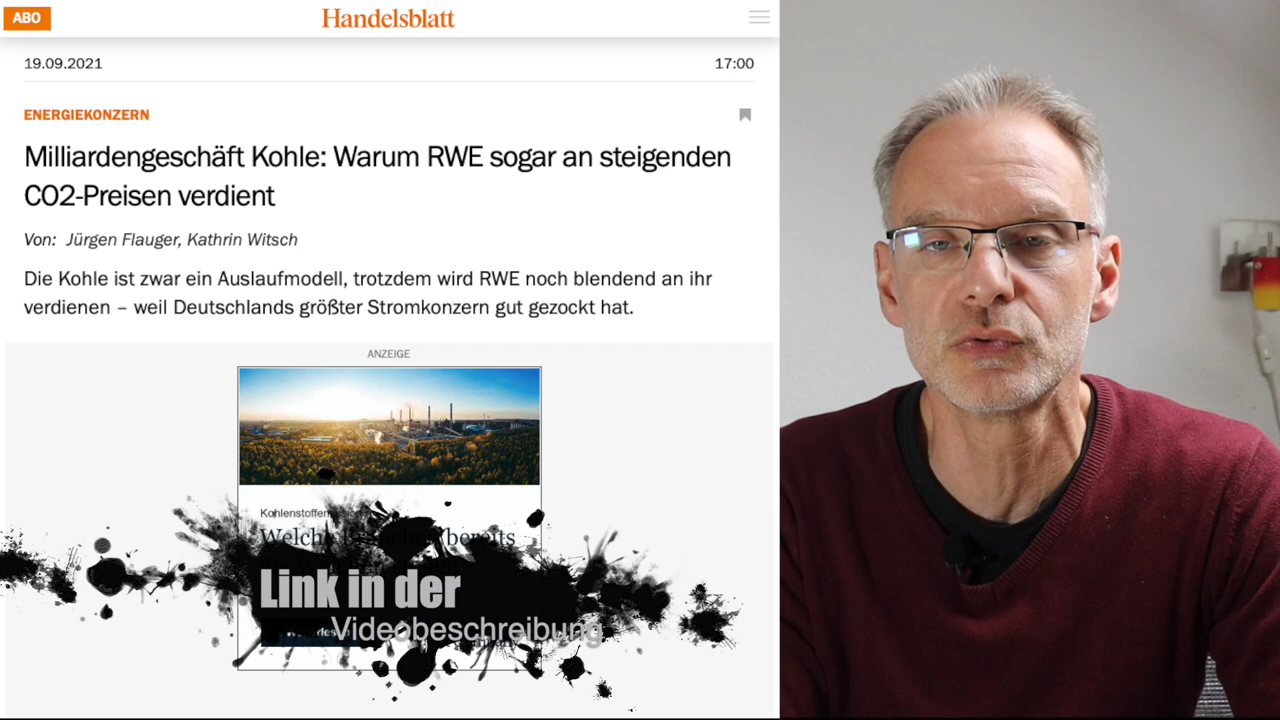 ABO
Handelsblatt
19.09.2021
17:00
ENERGIEKONZERN
Milliardengeschäft Kohle: Warum RWE sogar an steigenden
CO2-Preisen verdient
Von: Jürgen Flauger, Kathrin Witsch
Die Kohle ist zwar ein Auslaufmodell, trotzdem wird RWE noch blendend an ihr
verdienen – weil Deutschlands größter Stromkonzern gut gezockt hat.
ANZEIGE
Welche bereits
Link in der
Videobeschreibung